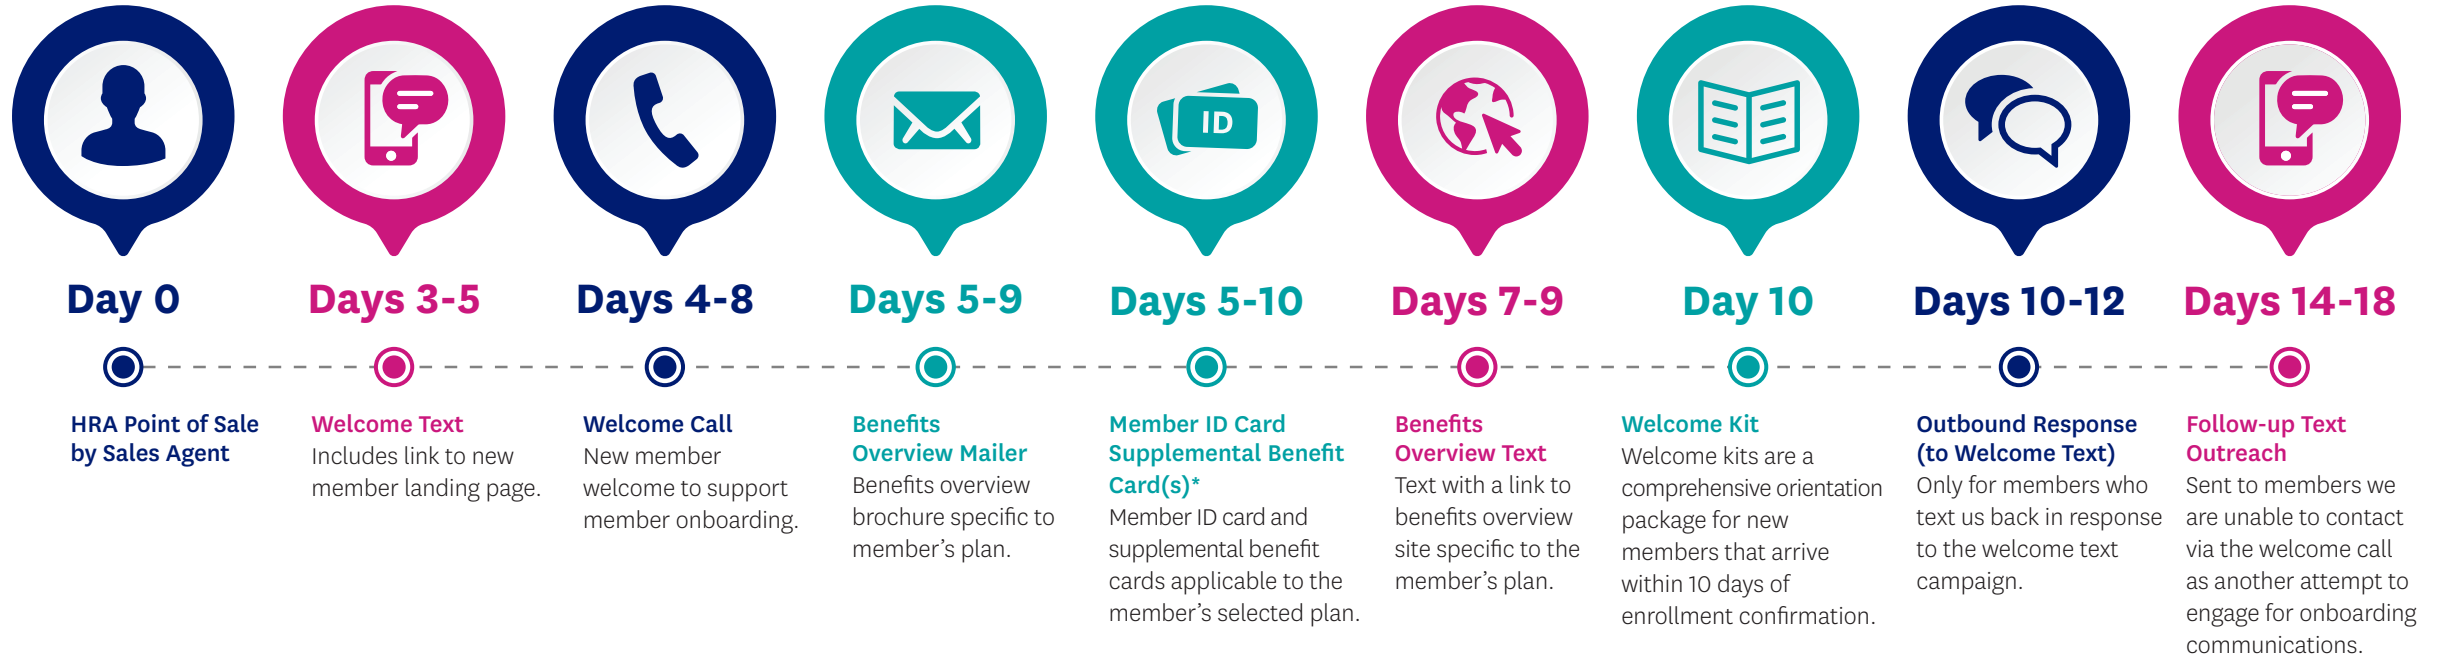 ID
Day 0
HRA Point of Sale
by Sales Agent
Days 3-5
Welcome Text
Includes link to new
member landing page.
Days 4-8
Welcome Call
New member
welcome to support
member onboarding.
Days 5-9
Benefits
Overview Mailer
Benefits overview
brochure specific to
member’s plan.
Days 5-10
Member ID Card
Supplemental Benefit
Card(s)*
Member ID card and
supplemental benefit
cards applicable to the
member’s selected plan.
Days 7-9
Benefits
Overview Text
Text with a link to
benefits overview
site specific to the
member’s plan.
Day 10
Welcome Kit
Welcome kits are a
comprehensive orientation
package for new
members that arrive
within 10 days of
enrollment confirmation.
Days 10-12
Outbound Response
(to Welcome Text)
Only for members who
text us back in response
to the welcome text
campaign.
Days 14-18
Follow-up Text
Outreach
Sent to members we
are unable to contact
via the welcome call
as another attempt to
engage for onboarding
communications.